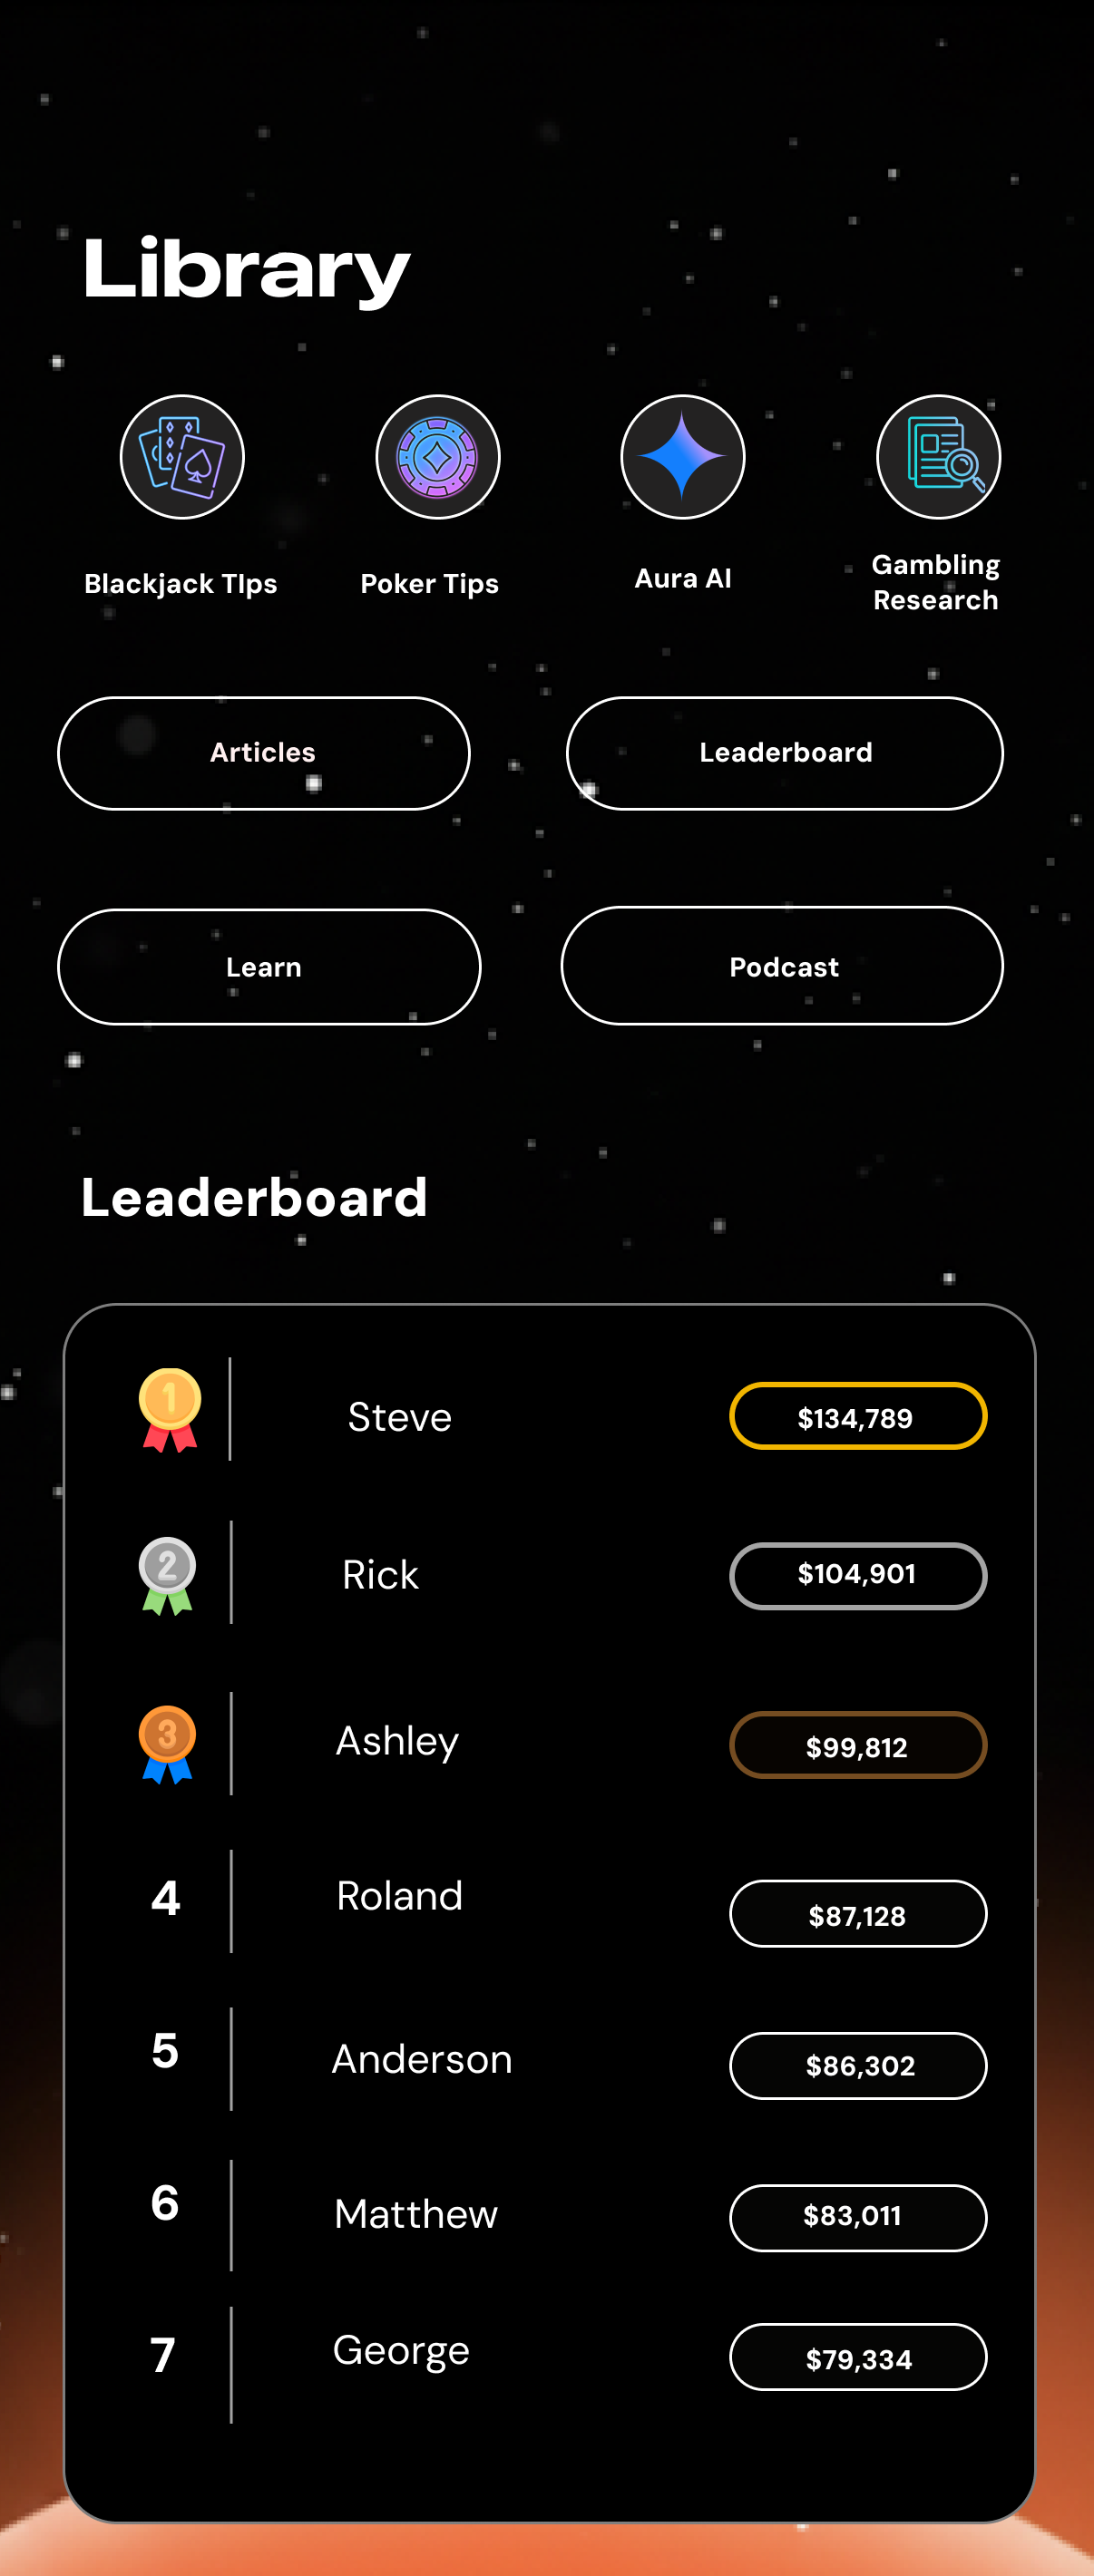 Library
Blackjack TIps
Poker Tips
Aura AI
Gambling
Research
Articles
Leaderboard
Learn
Podcast
Leaderboard
1
Steve
$134,789
2
Rick
$104,901
3
Ashley
$99,812
4
Roland
$87,128
5
Anderson
$86,302
6
Matthew
$83,011
7
George
$79,334